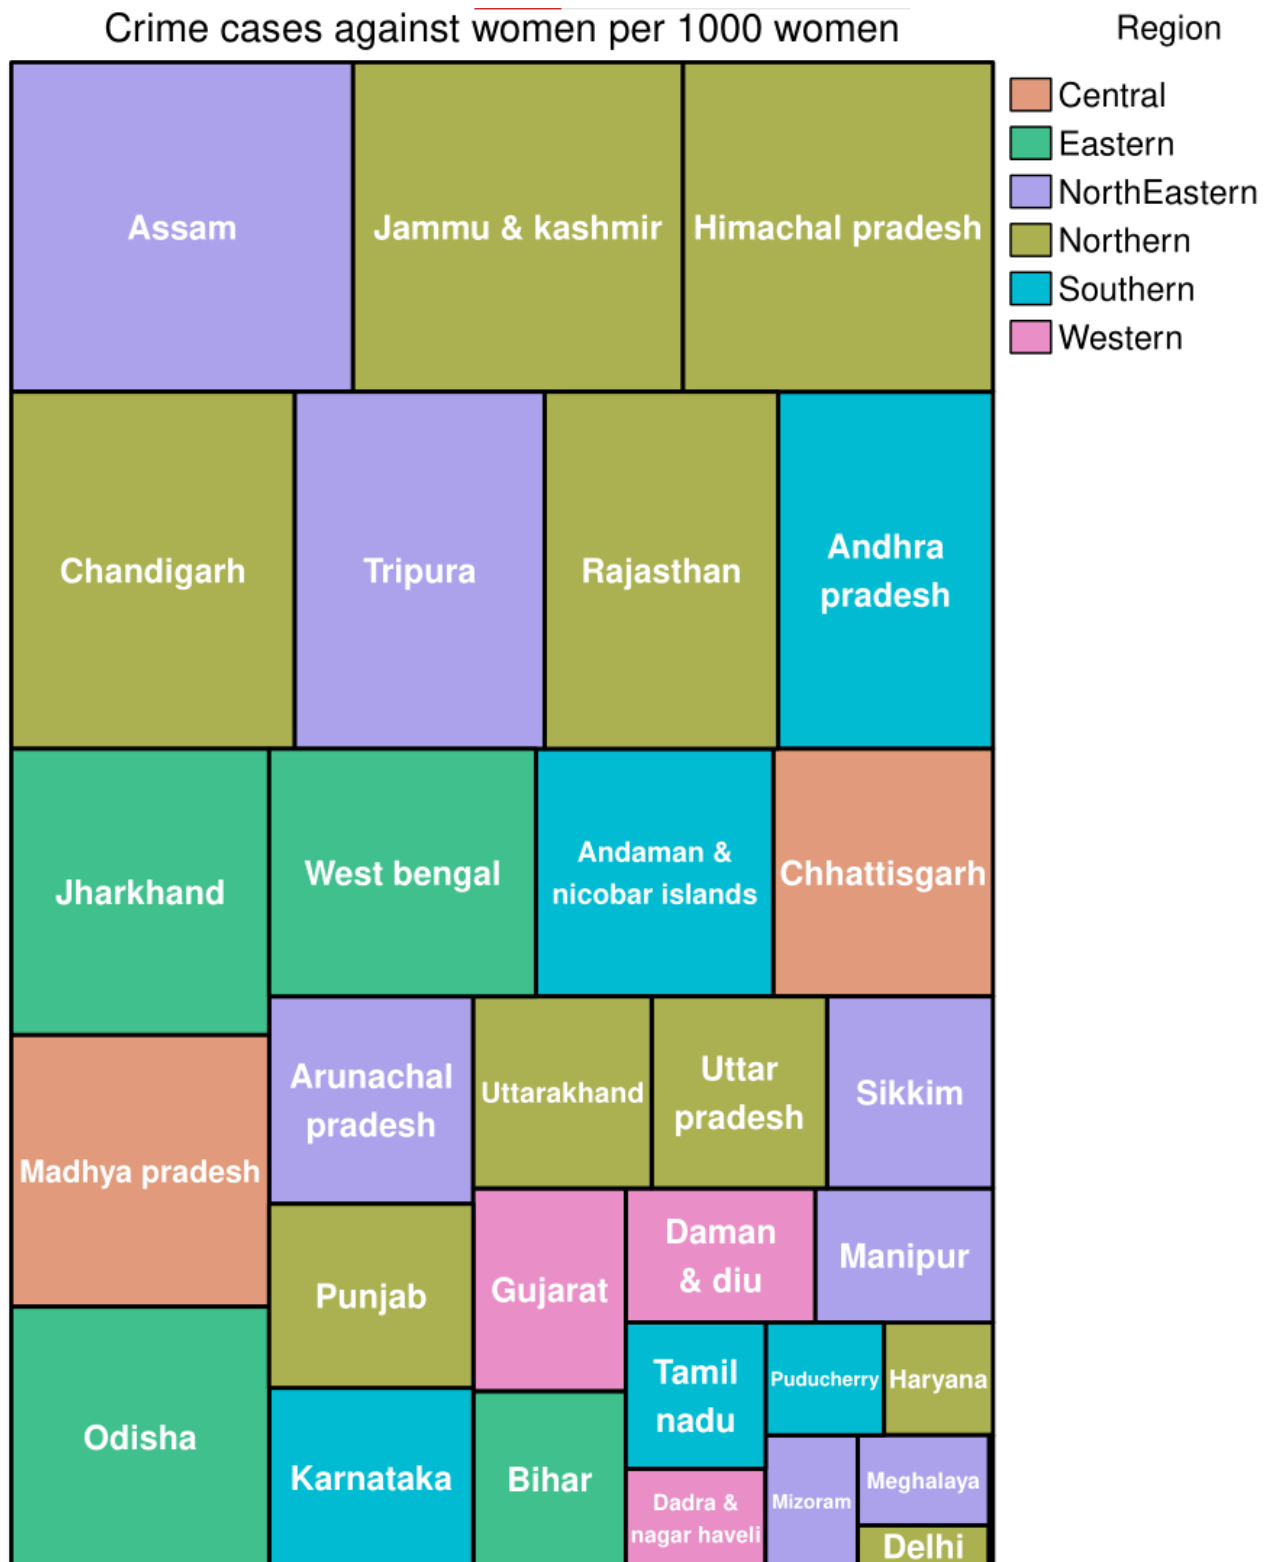 Crime cases against women per 1000 women
Region
Central
Eastern
NorthEastern
Northern
Southern
Western
Assam
Jammu & kashmir
Himachal pradesh
Chandigarh
Tripura
Rajasthan
Andhra
pradesh
Jharkhand
West bengal
Andaman &
nicobar islands
Chhattisgarh
Madhya pradesh
Arunachal
pradesh
Uttarakhand
Uttar
pradesh
Sikkim
Odisha
Punjab
Gujarat
Daman
& diu
Manipur
Karnataka
Bihar
Tamil
nadu
Puducherry
Haryana
Dadra &
nagar haveli
Mizoram
Meghalaya
Delhi